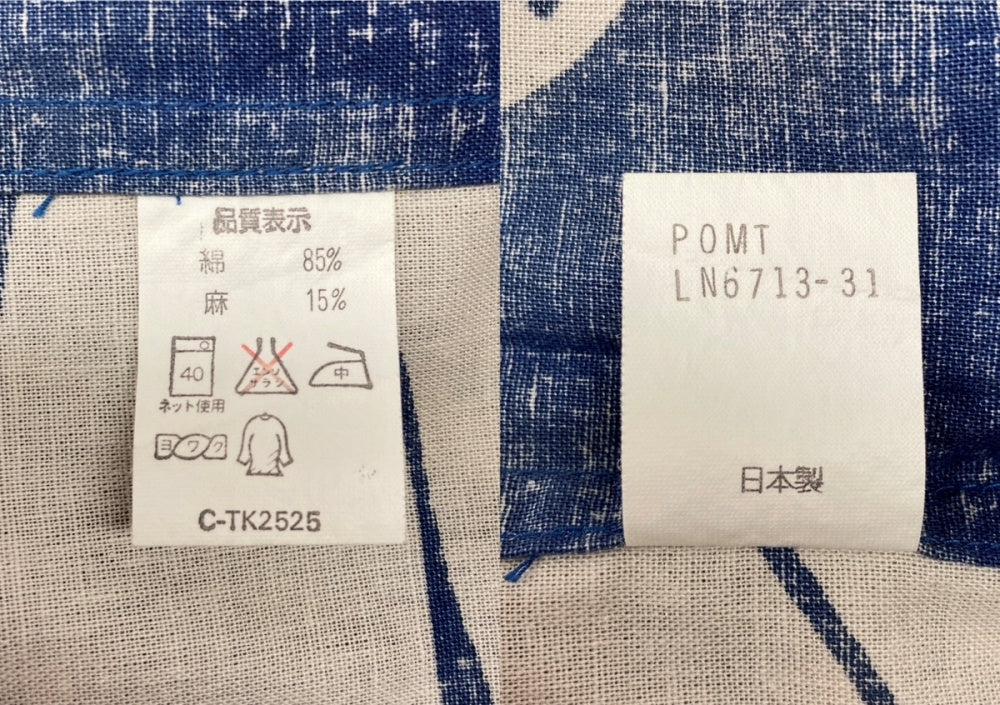 品質表示
綿 85%
麻 15%
40
エンソ
サラシ
中
ネット使用
ヨワク
C-TK2525
POMT
LN6713-31
日本製